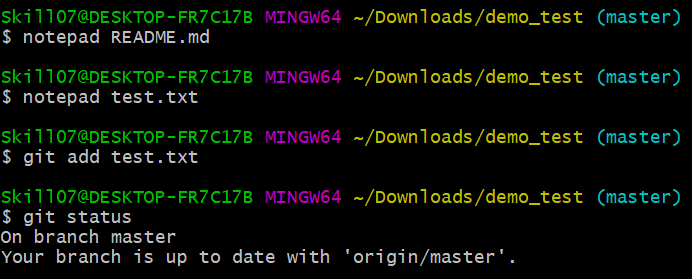 Skill07@DESKTOP-FR7C17B MINGW64 ~/Downloads/demo_test (master)
$ notepad README.md
Skill07@DESKTOP-FR7C17B MINGW64 ~/Downloads/demo_test (master)
$ notepad test.txt
Skill07@DESKTOP-FR7C17B MINGW64 ~/Downloads/demo_test (master)
$ git add test.txt
Skill07@DESKTOP-FR7C17B MINGW64 ~/Downloads/demo_test (master)
$ git status
On branch master
Your branch is up to date with 'origin/master'.